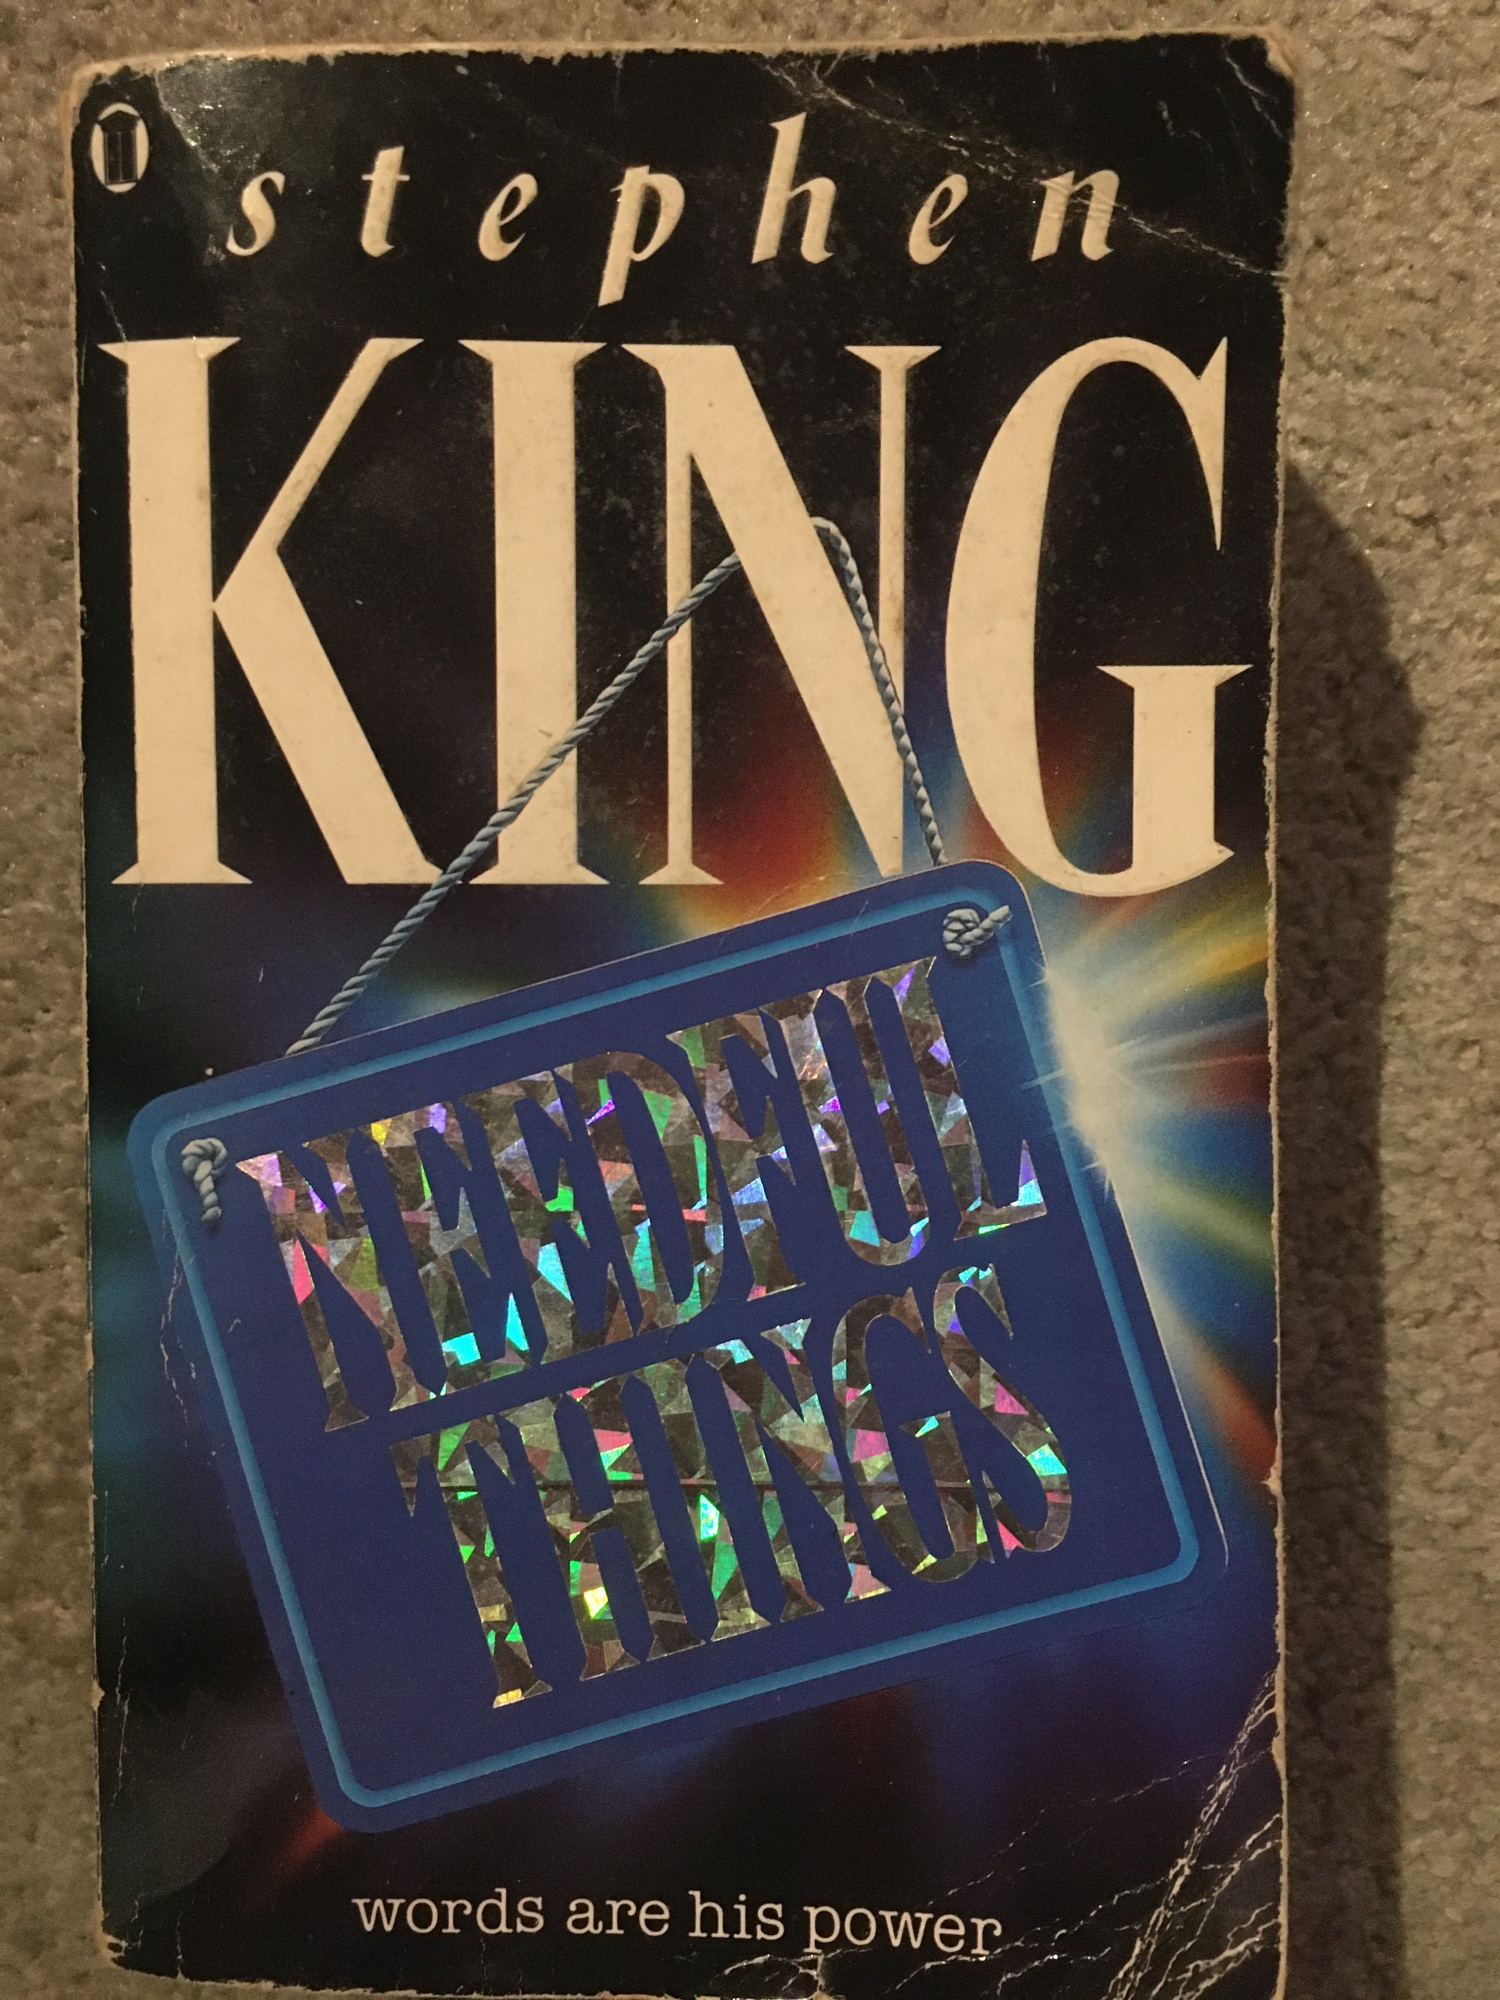 stephen
KING
NEEDFUL
THINGS
words are his power